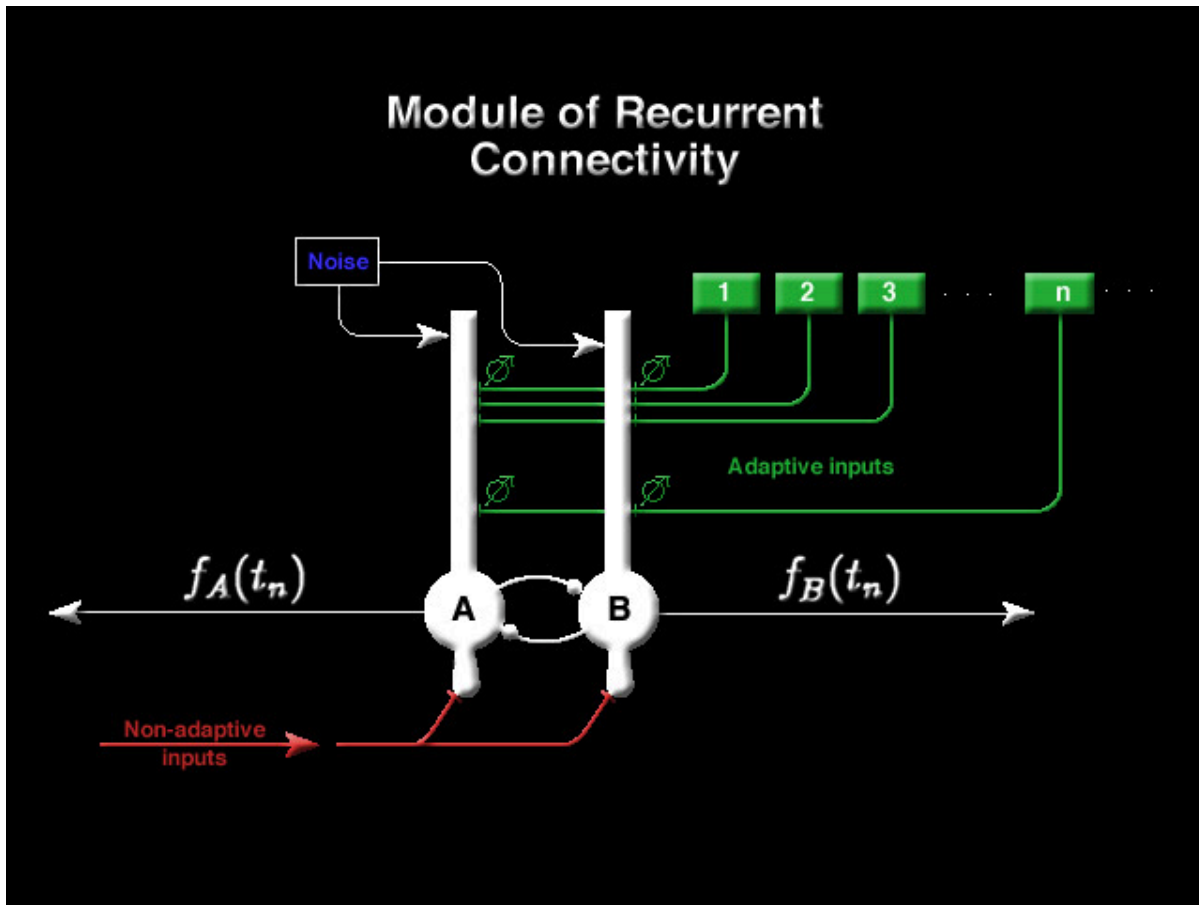 Module of Recurrent
Connectivity
Noise
1 2 3 . . . n . . .
Adaptive inputs
f_A(t_n) f_B(t_n)
A B
Non-adaptive
inputs